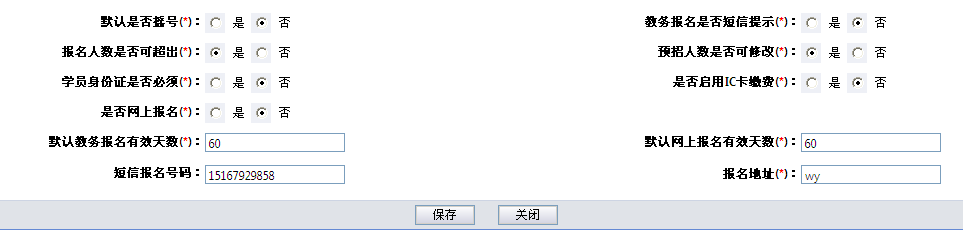 默认是否摇号(*)： 是 否 教务报名是否短信提示(*)： 是 否
报名人数是否可超出(*)： 是 否 预招人数是否可修改(*)： 是 否
学员身份证是否必须(*)： 是 否 是否启用IC卡缴费(*)： 是 否
是否网上报名(*)： 是 否
默认教务报名有效天数(*)： 60 默认网上报名有效天数(*)： 60
短信报名号码： 15167929858 报名地址(*)： wy
保存 关闭